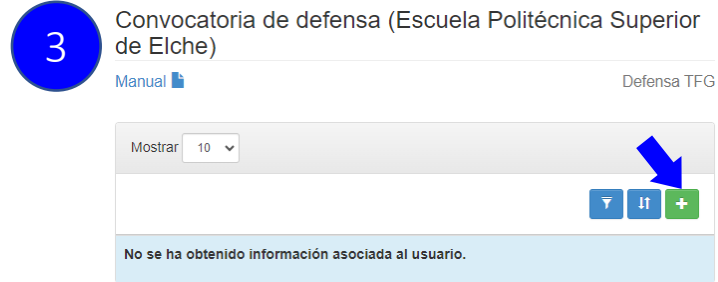 3
Convocatoria de defensa (Escuela Politécnica Superior
de Elche)
Manual
Defensa TFG
Mostrar 10
No se ha obtenido información asociada al usuario.